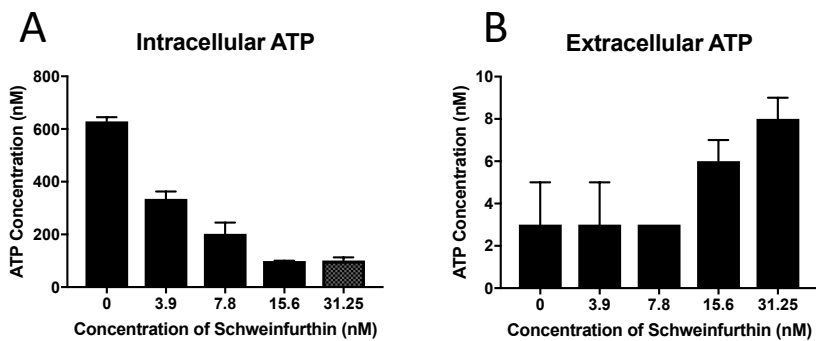 A
Intracellular ATP
ATP Concentration (nM)
800
600
400
200
0
0 3.9 7.8 15.6 31.25
Concentration of Schweinfurthin (nM)
B
Extracellular ATP
ATP Concentration (nM)
10
8
6
4
2
0
0 3.9 7.8 15.6 31.25
Concentration of Schweinfurthin (nM)